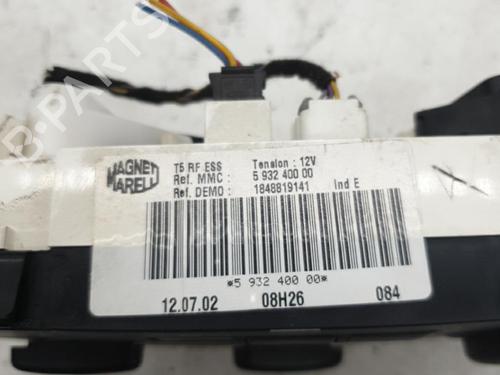 MAGNETI
MARELLI
T5 RF ESS
Tension : 12V
Ref. MMC :
5 932 400 00
Ref. DEMO :
1848819141
Ind E
*5 932 400 00*
12.07.02
08H26
084
B-PARTS